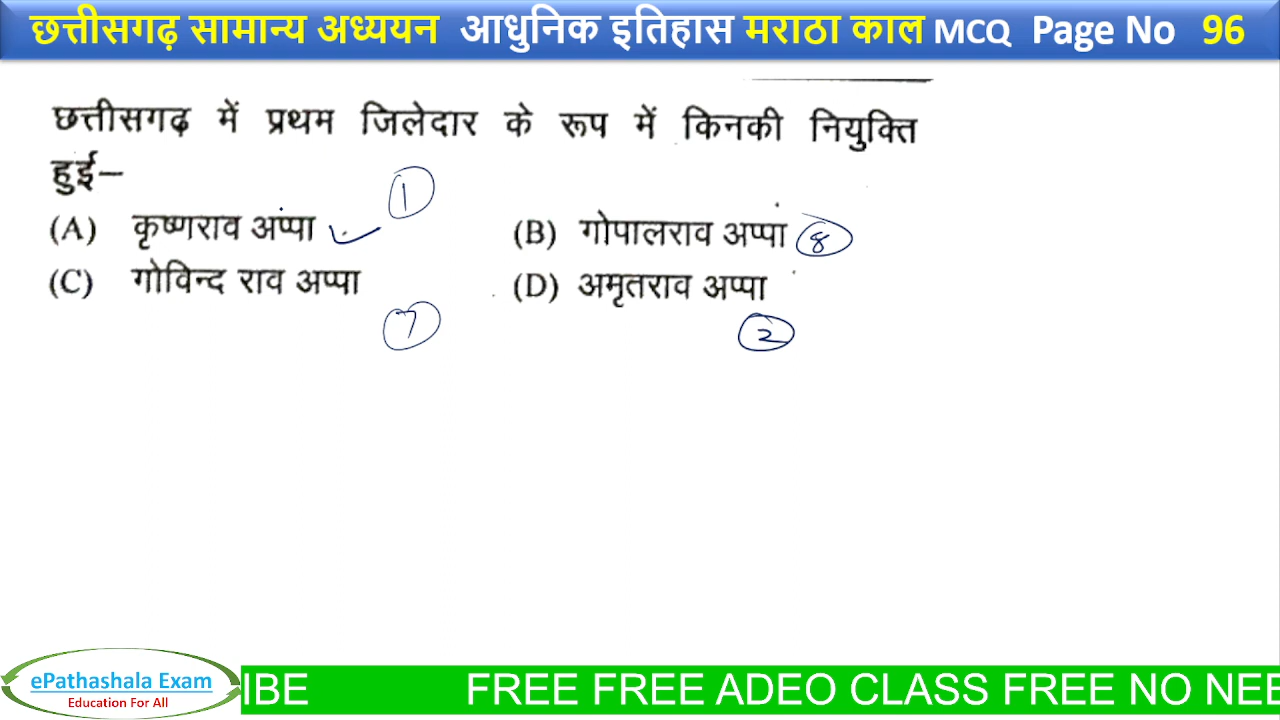 छत्तीसगढ़ सामान्य अध्ययन आधुनिक इतिहास मराठा काल MCQ Page No 96
छत्तीसगढ़ में प्रथम जिलेदार के रूप में किनकी नियुक्ति
हुई–
1
(A) कृष्णराव अप्पा (B) गोपालराव अप्पा 8
(C) गोविन्द राव अप्पा (D) अमृतराव अप्पा
7 2
ePathashala Exam
Education For All
IBE FREE FREE ADEO CLASS FREE NO NEE